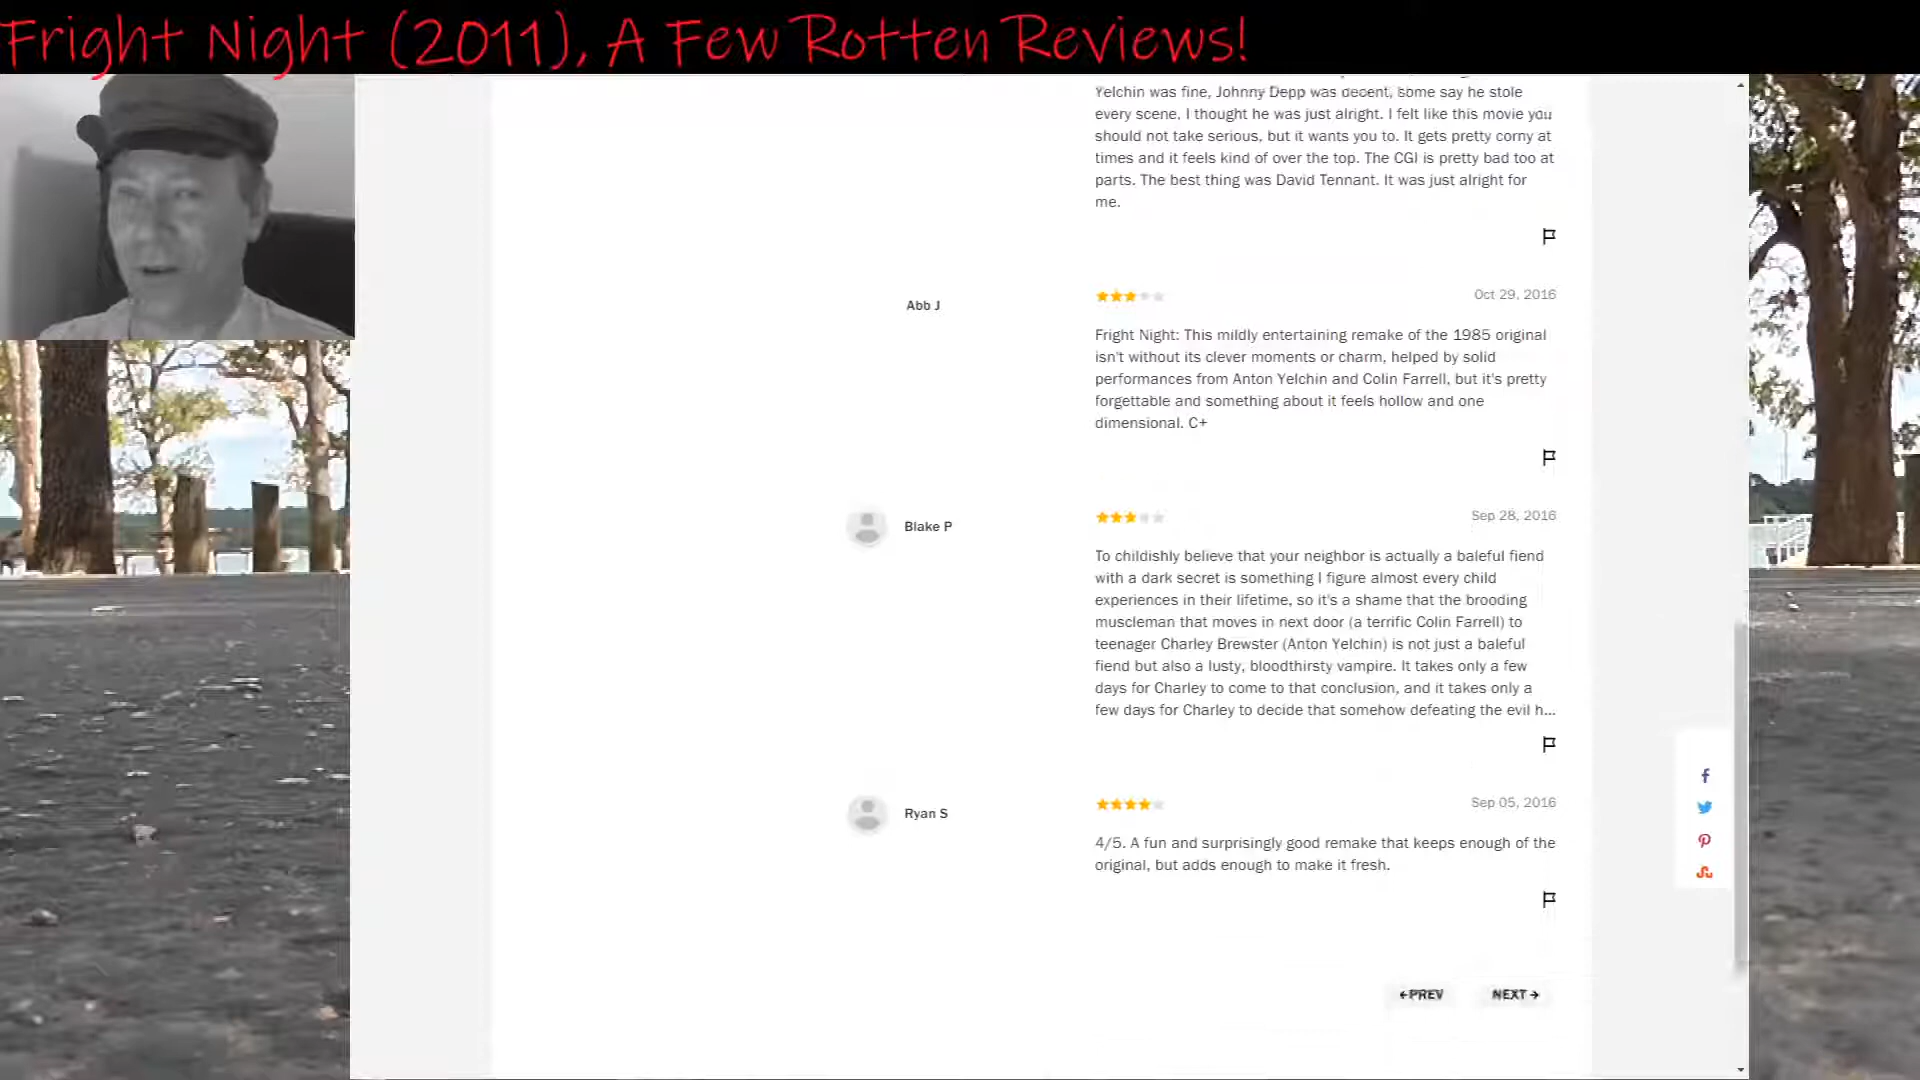 Fright Night (2011), A Few Rotten Reviews!
Yelchin was fine, Johnny Depp was decent, some say he stole
every scene, I thought he was just alright. I felt like this movie you
should not take serious, but it wants you to. It gets pretty corny at
times and it feels kind of over the top. The CGI is pretty bad too at
parts. The best thing was David Tennant. It was just alright for
me.
Abb J
Oct 29, 2016
Fright Night: This mildly entertaining remake of the 1985 original
isn't without its clever moments or charm, helped by solid
performances from Anton Yelchin and Colin Farrell, but it's pretty
forgettable and something about it feels hollow and one
dimensional. C+
Blake P
Sep 28, 2016
To childishly believe that your neighbor is actually a baleful fiend
with a dark secret is something I figure almost every child
experiences in their lifetime, so it's a shame that the brooding
muscleman that moves in next door (a terrific Colin Farrell) to
teenager Charley Brewster (Anton Yelchin) is not just a baleful
fiend but also a lusty, bloodthirsty vampire. It takes only a few
days for Charley to come to that conclusion, and it takes only a
few days for Charley to decide that somehow defeating the evil h...
Ryan S
Sep 05, 2016
4/5. A fun and surprisingly good remake that keeps enough of the
original, but adds enough to make it fresh.
PREV NEXT